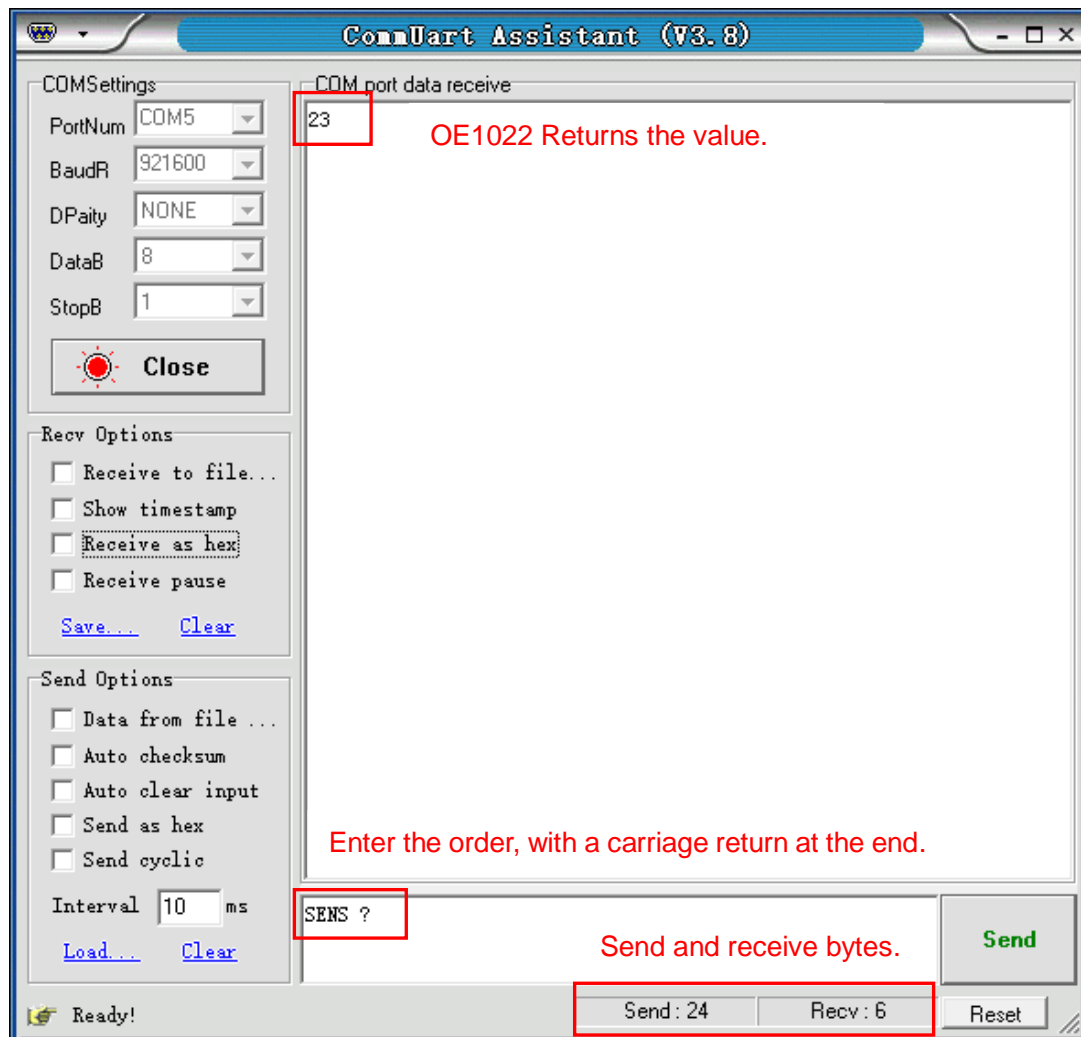 CommUart Assistant (V3.8)
COMSettings
PortNum COM5
BaudR 921600
DPaity NONE
DataB 8
StopB 1
Close
Recv Options
Receive to file...
Show timestamp
Receive as hex
Receive pause
Save... Clear
Send Options
Data from file ...
Auto checksum
Auto clear input
Send as hex
Send cyclic
Interval 10 ms
Load... Clear
COM port data receive
23
OE1022 Returns the value.
Enter the order, with a carriage return at the end.
SENS ?
Send and receive bytes.
Send
Ready!
Send : 24
Recv : 6
Reset